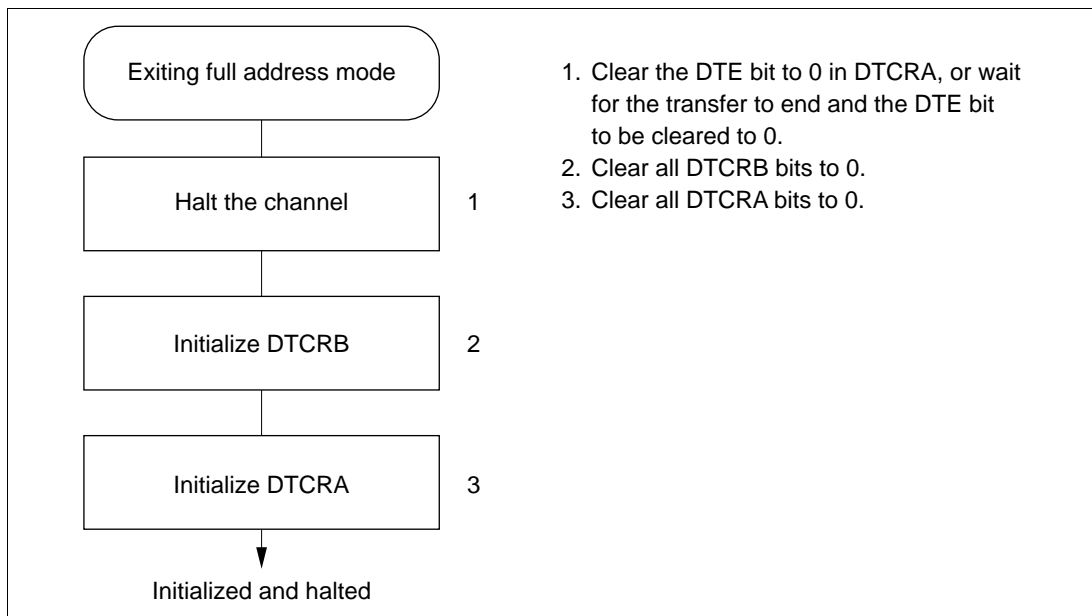 Exiting full address mode
Halt the channel 1
Initialize DTCRB 2
Initialize DTCRA 3
Initialized and halted
1. Clear the DTE bit to 0 in DTCRA, or wait
for the transfer to end and the DTE bit
to be cleared to 0.
2. Clear all DTCRB bits to 0.
3. Clear all DTCRA bits to 0.